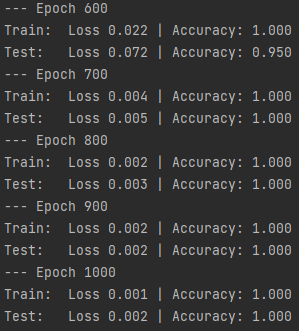 --- Epoch 600
Train:  Loss 0.022 | Accuracy: 1.000
Test:   Loss 0.072 | Accuracy: 0.950
--- Epoch 700
Train:  Loss 0.004 | Accuracy: 1.000
Test:   Loss 0.005 | Accuracy: 1.000
--- Epoch 800
Train:  Loss 0.002 | Accuracy: 1.000
Test:   Loss 0.003 | Accuracy: 1.000
--- Epoch 900
Train:  Loss 0.002 | Accuracy: 1.000
Test:   Loss 0.002 | Accuracy: 1.000
--- Epoch 1000
Train:  Loss 0.001 | Accuracy: 1.000
Test:   Loss 0.002 | Accuracy: 1.000